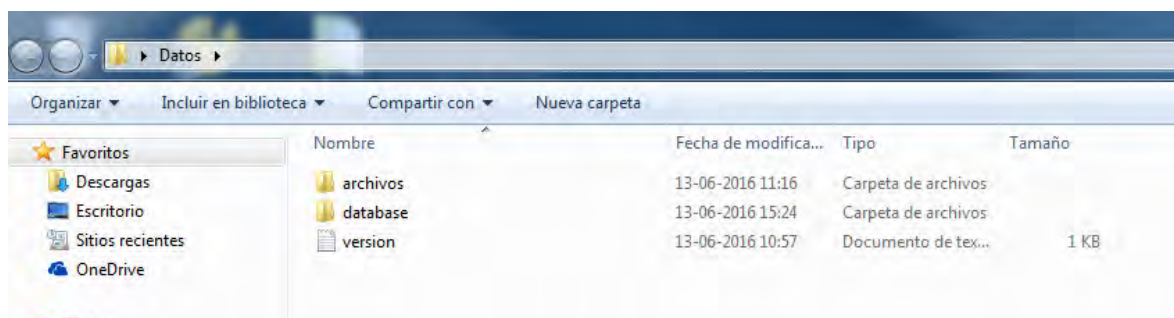 Datos
Organizar Incluir en biblioteca Compartir con Nueva carpeta
Nombre Fecha de modifica... Tipo Tamaño
Favoritos
Descargas archivos 13-06-2016 11:16 Carpeta de archivos
Escritorio database 13-06-2016 15:24 Carpeta de archivos
Sitios recientes version 13-06-2016 10:57 Documento de tex... 1 KB
OneDrive